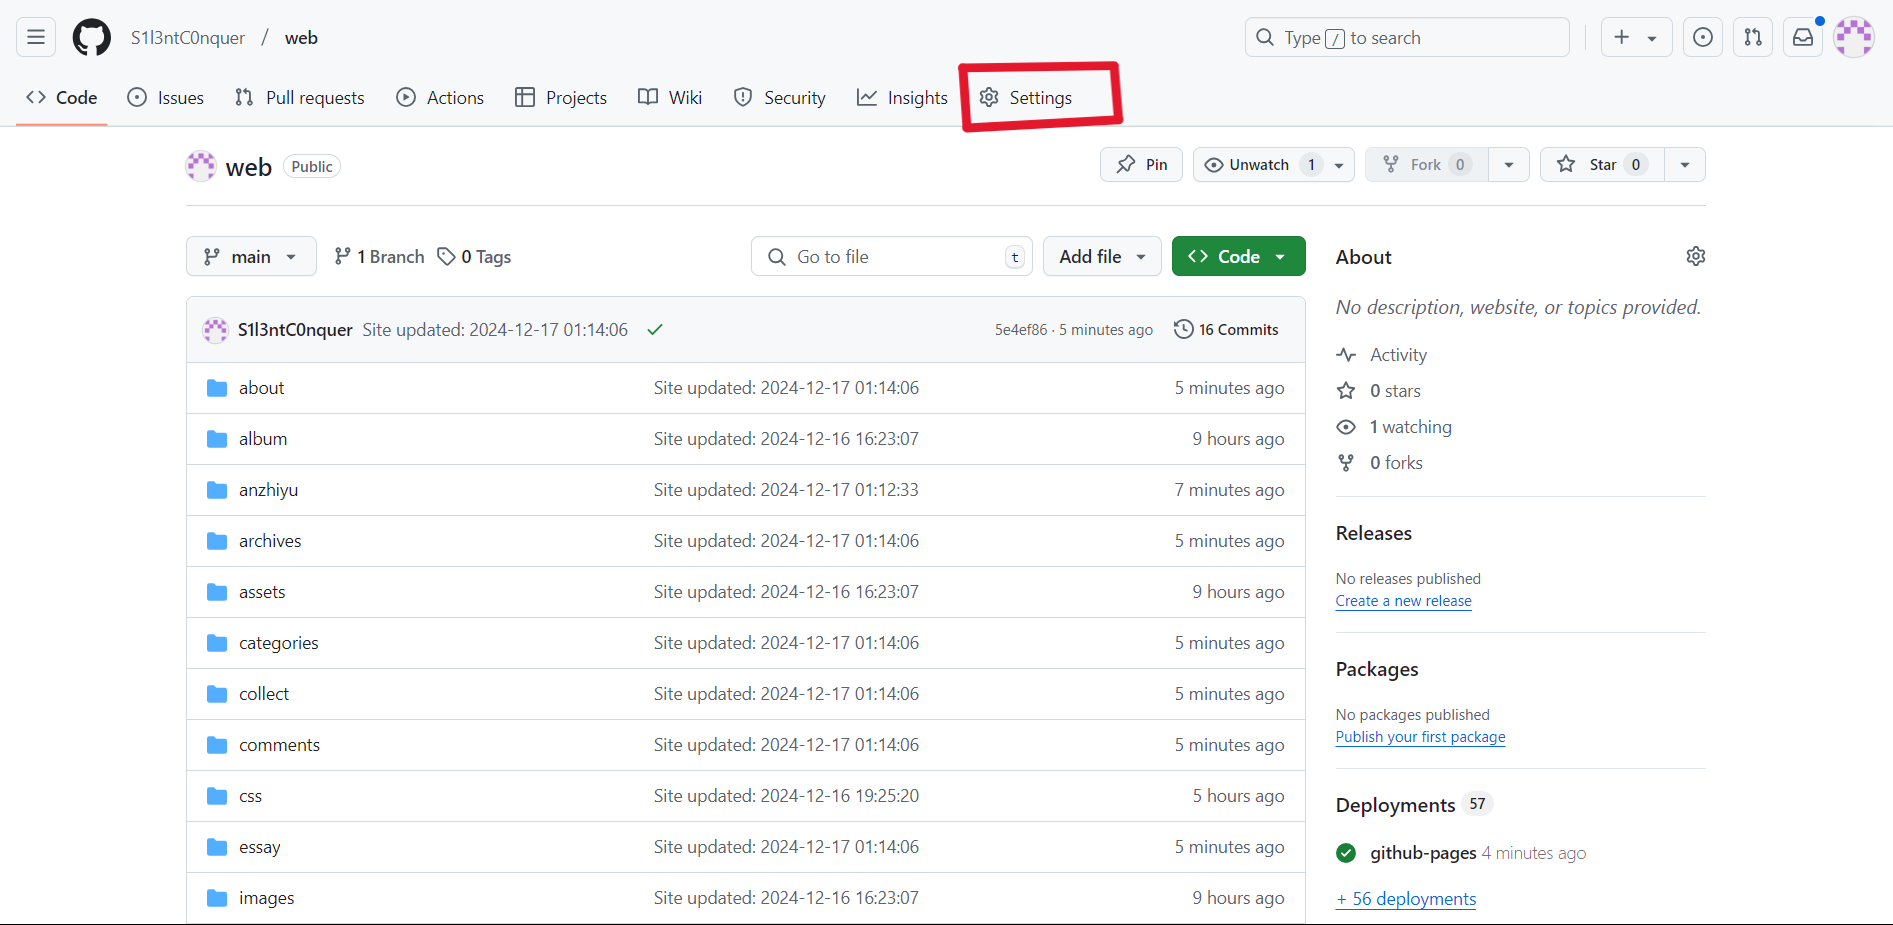 S1l3ntC0nquer / web
Type / to search
Code Issues Pull requests Actions Projects Wiki Security Insights Settings
web Public
Pin Unwatch 1 Fork 0 Star 0
main 1 Branch 0 Tags Go to file t Add file Code
S1l3ntC0nquer Site updated: 2024-12-17 01:14:06 5e4ef86 · 5 minutes ago 16 Commits
about Site updated: 2024-12-17 01:14:06 5 minutes ago
album Site updated: 2024-12-16 16:23:07 9 hours ago
anzhiyu Site updated: 2024-12-17 01:12:33 7 minutes ago
archives Site updated: 2024-12-17 01:14:06 5 minutes ago
assets Site updated: 2024-12-16 16:23:07 9 hours ago
categories Site updated: 2024-12-17 01:14:06 5 minutes ago
collect Site updated: 2024-12-17 01:14:06 5 minutes ago
comments Site updated: 2024-12-17 01:14:06 5 minutes ago
css Site updated: 2024-12-16 19:25:20 5 hours ago
essay Site updated: 2024-12-17 01:14:06 5 minutes ago
images Site updated: 2024-12-16 16:23:07 9 hours ago
About
No description, website, or topics provided.
Activity
0 stars
1 watching
0 forks
Releases
No releases published
Create a new release
Packages
No packages published
Publish your first package
Deployments 57
github-pages 4 minutes ago
+ 56 deployments